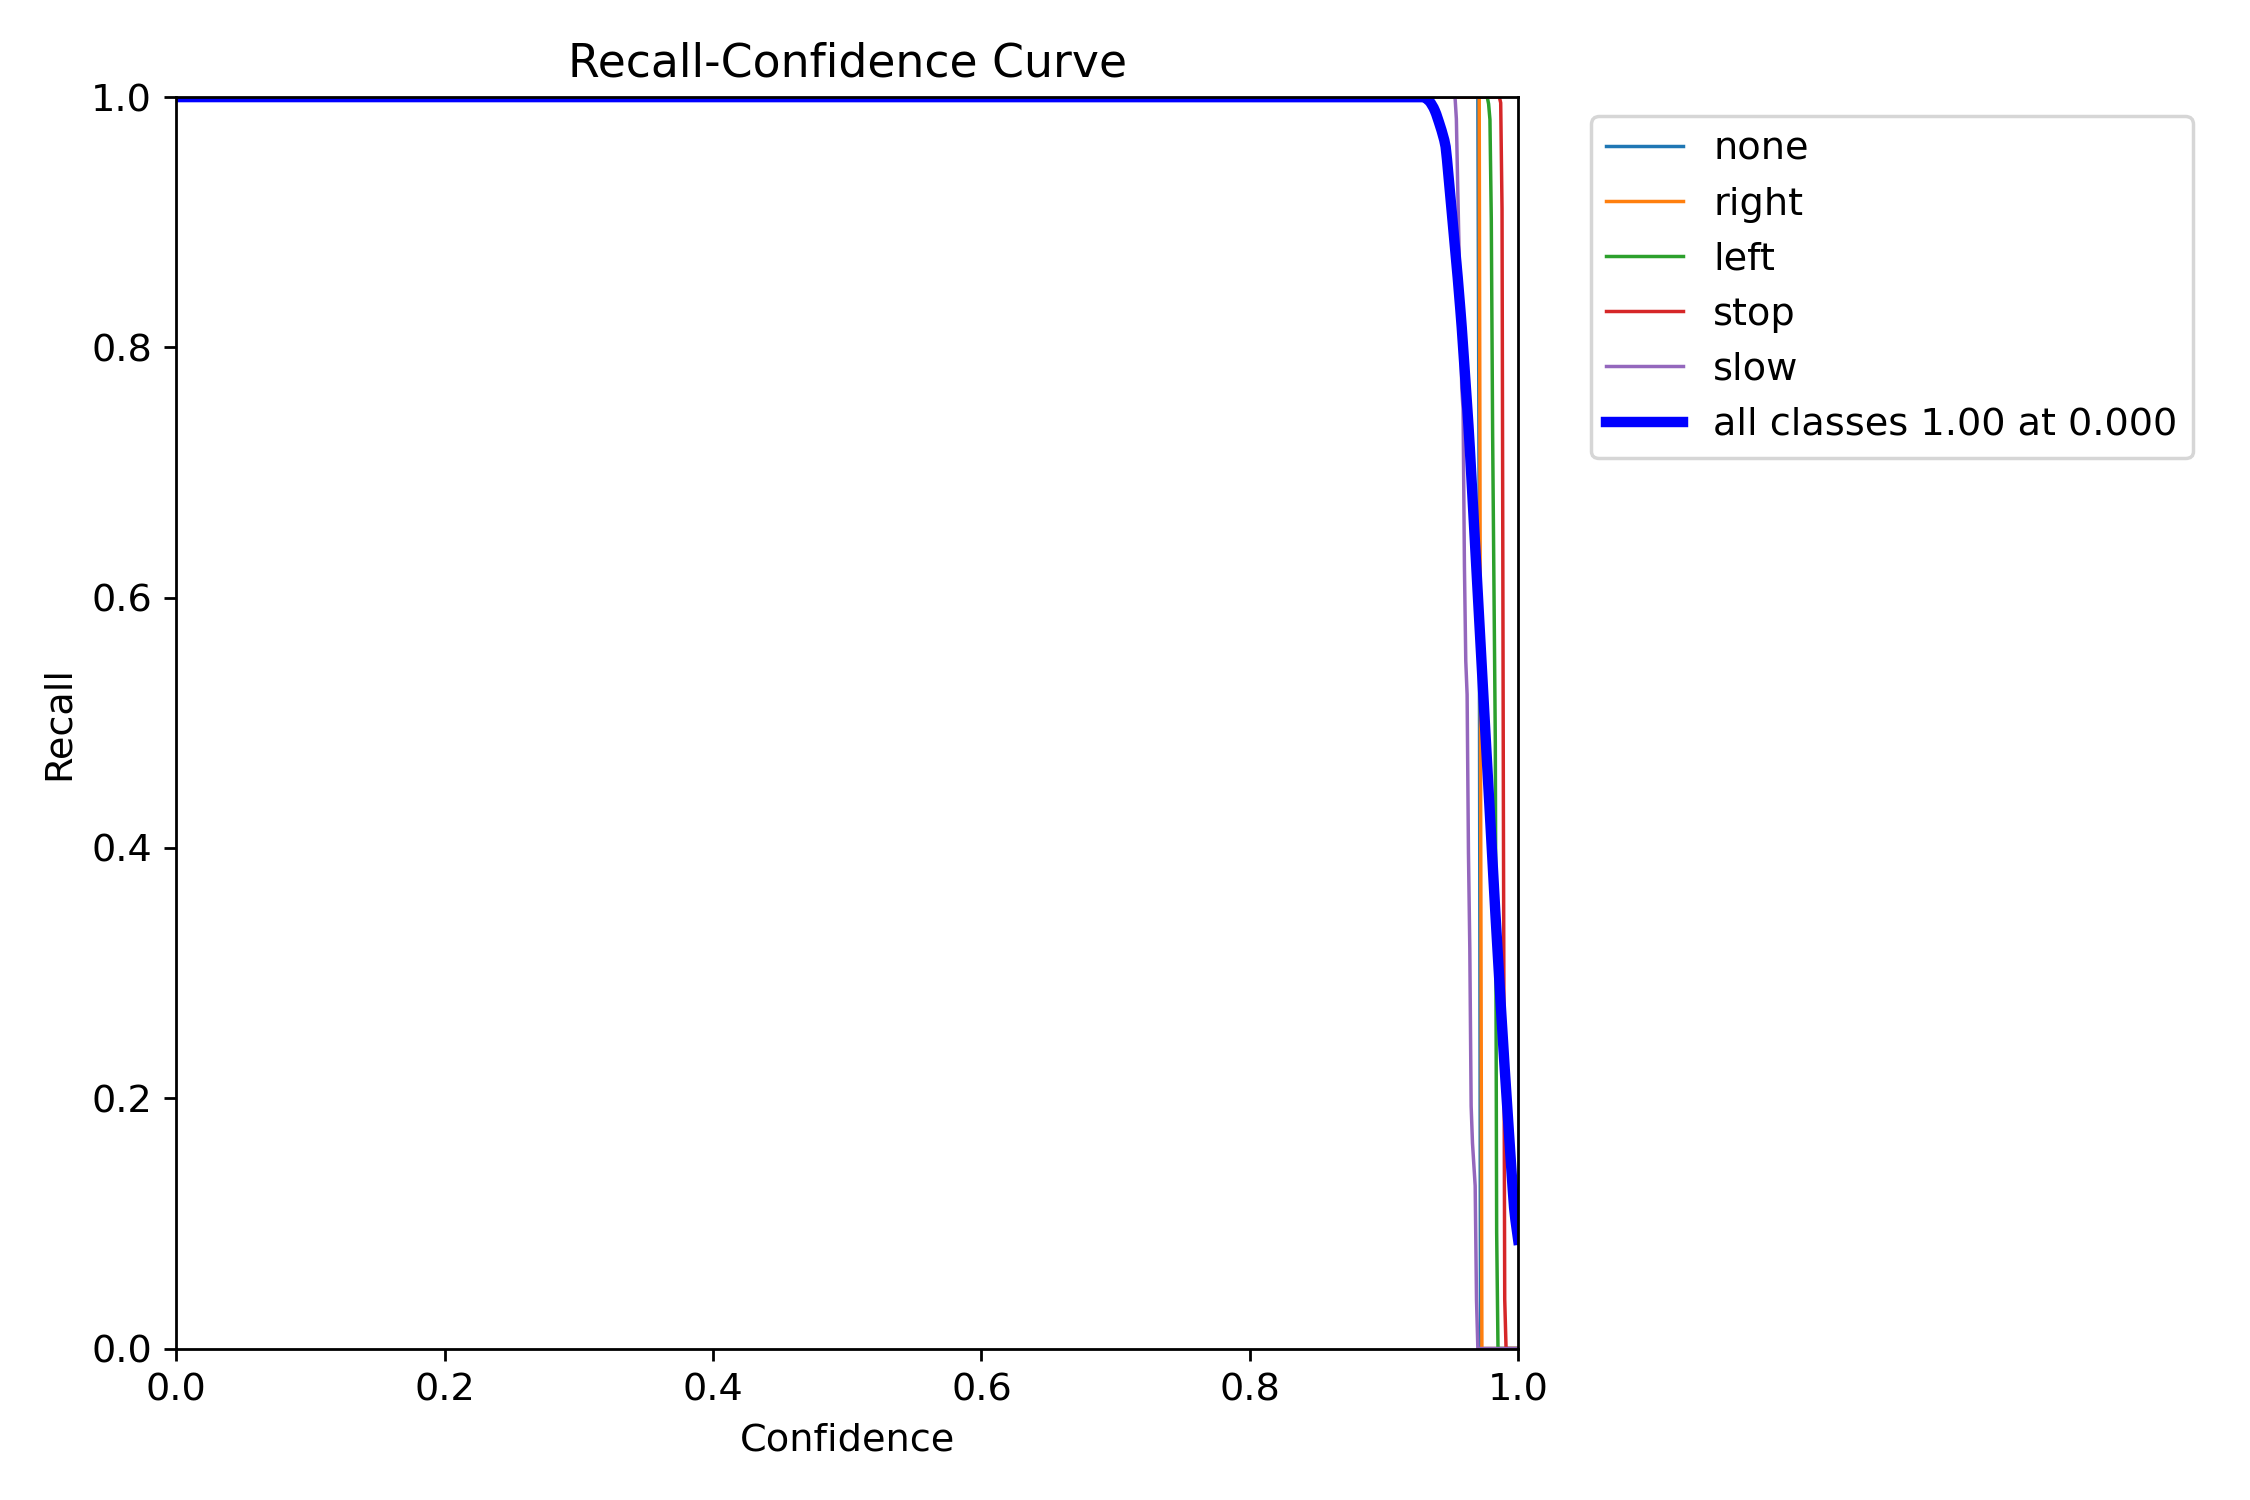 Recall-Confidence Curve
1.0
0.8
0.6
0.4
0.2
0.0
Recall
0.0 0.2 0.4 0.6 0.8 1.0
Confidence
none
right
left
stop
slow
all classes 1.00 at 0.000